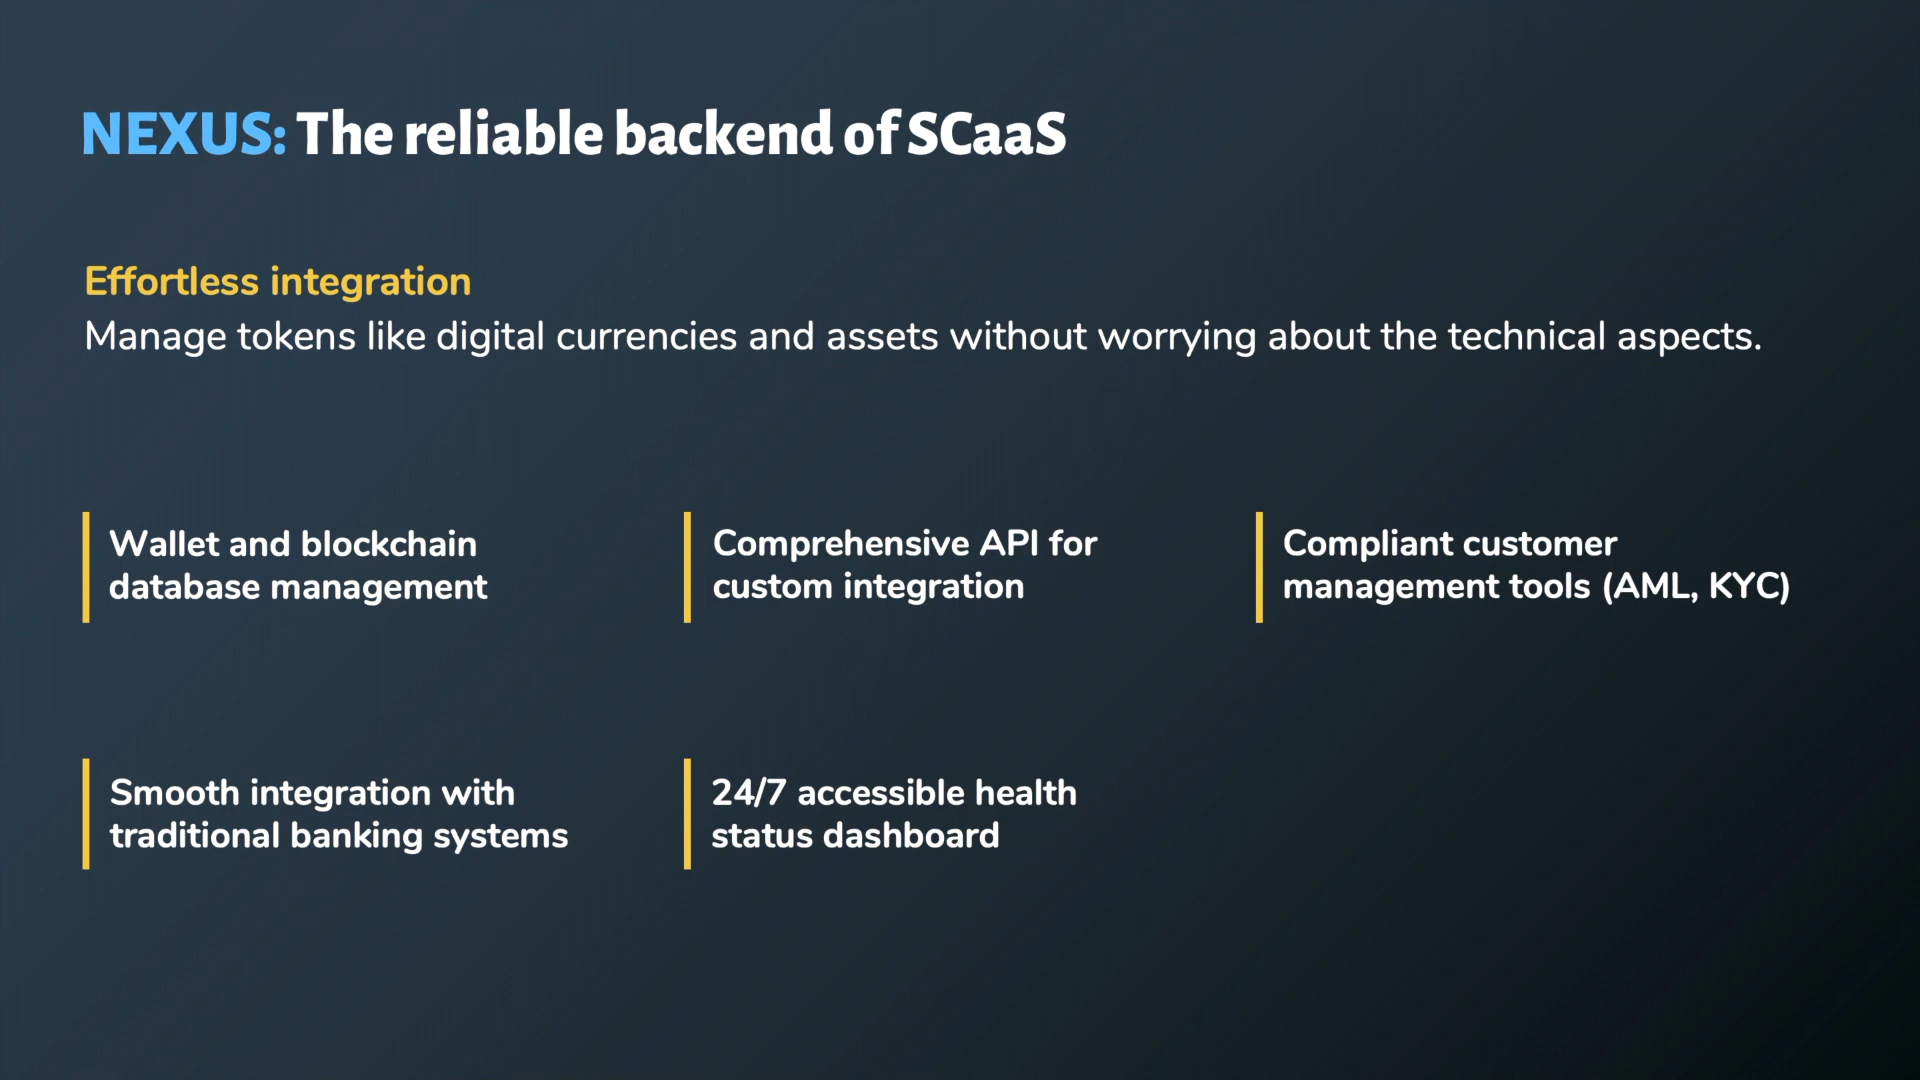 NEXUS: The reliable backend of SCaaS
Effortless integration
Manage tokens like digital currencies and assets without worrying about the technical aspects.
Wallet and blockchain
database management
Comprehensive API for
custom integration
Compliant customer
management tools (AML, KYC)
Smooth integration with
traditional banking systems
24/7 accessible health
status dashboard